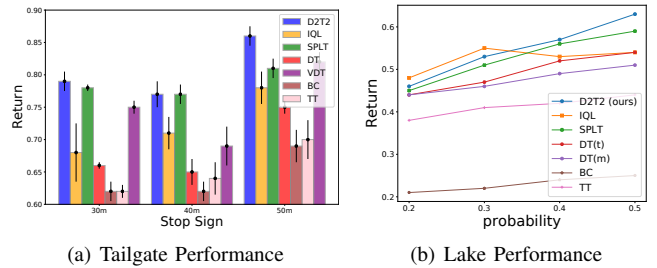 0.90
0.85
0.80
0.75
0.70
0.65
0.60
Return
D2T2
IQL
SPLT
DT
VDT
BC
TT
30m
40m
50m
Stop Sign
(a) Tailgate Performance
0.6
0.5
0.4
0.3
0.2
Return
D2T2 (ours)
IQL
SPLT
DT(t)
DT(m)
BC
TT
0.2
0.3
0.4
0.5
probability
(b) Lake Performance